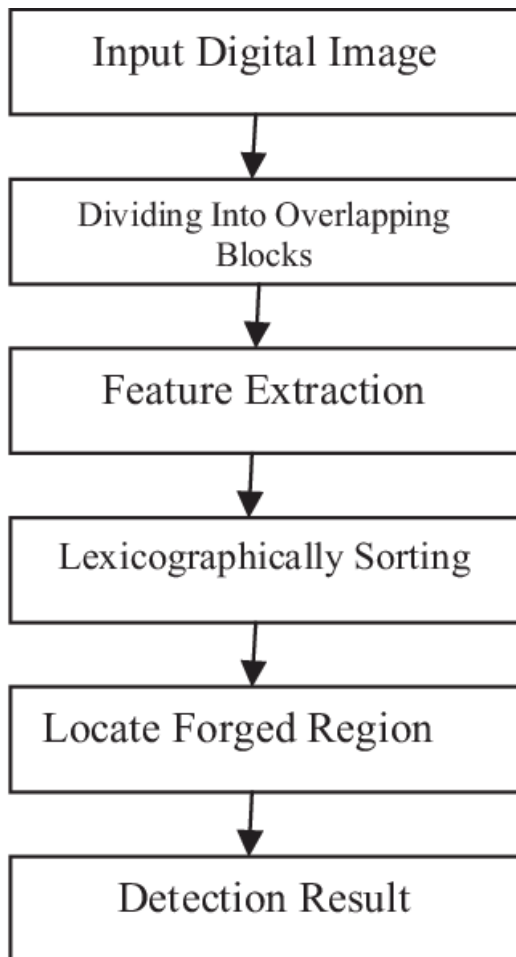 Input Digital Image
Dividing Into Overlapping
Blocks
Feature Extraction
Lexicographically Sorting
Locate Forged Region
Detection Result